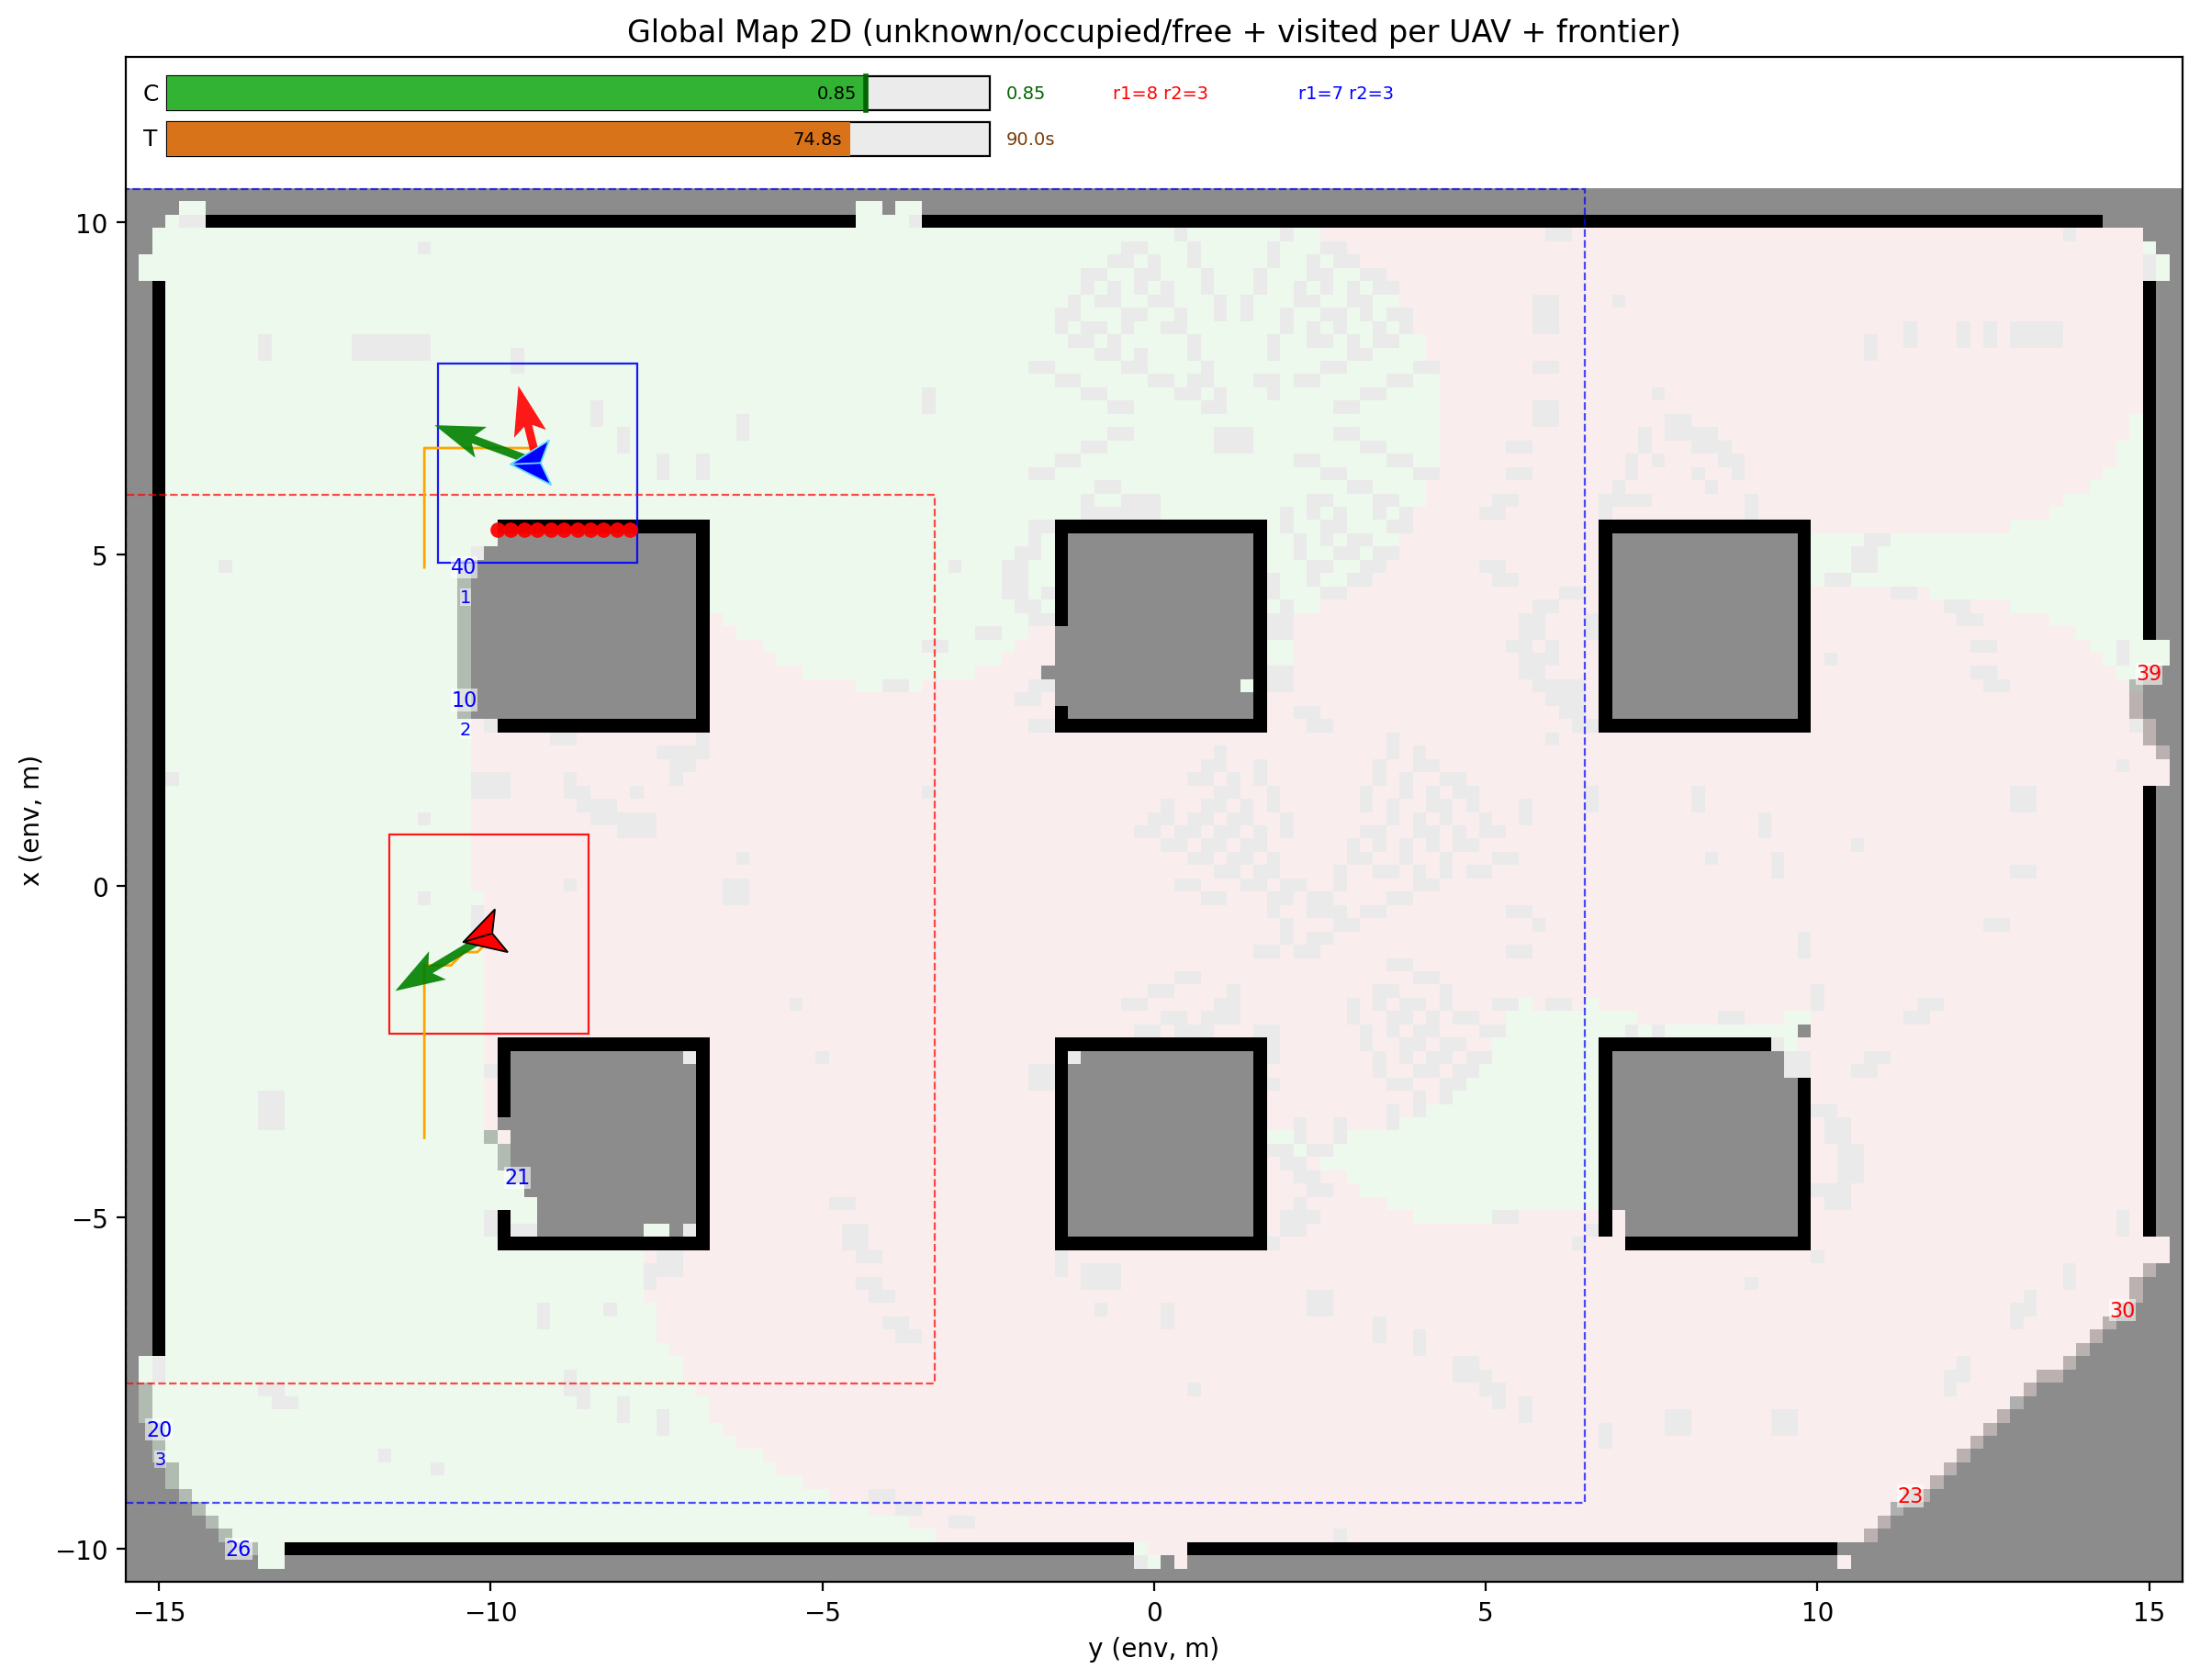 Global Map 2D (unknown/occupied/free + visited per UAV + frontier)
C 0.85 0.85 r1=8 r2=3 r1=7 r2=3
T 74.8s 90.0s
10
5
0
−5
−10
x (env, m)
40
1
10
2
39
21
30
20
3
23
26
−15 −10 −5 0 5 10 15
y (env, m)